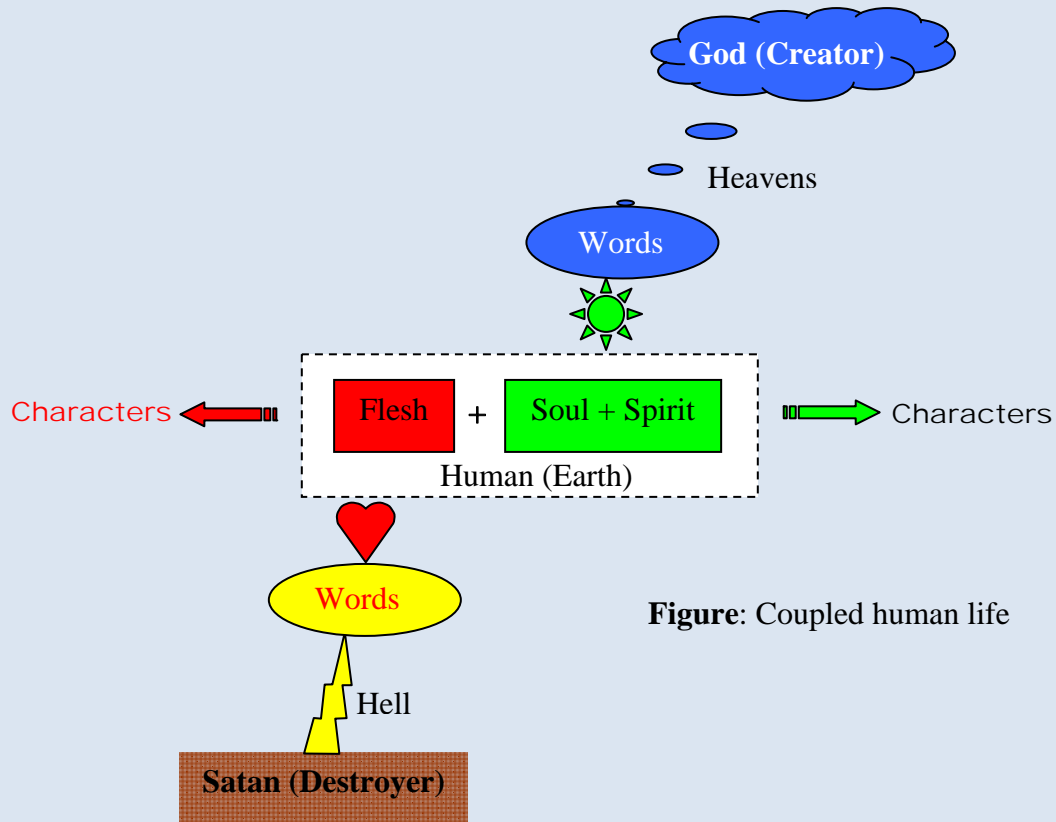 God (Creator)
Heavens
Words
Characters
Flesh + Soul + Spirit
Characters
Human (Earth)
Words
Figure: Coupled human life
Hell
Satan (Destroyer)